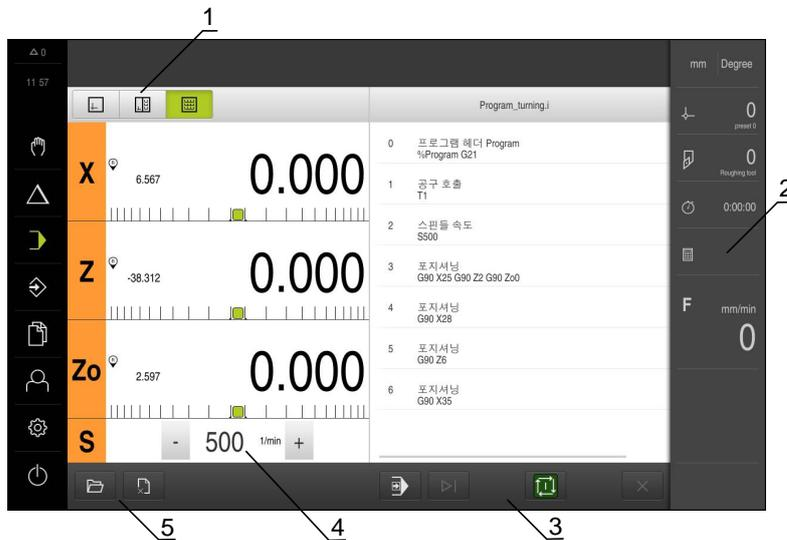 1
0
11 57
mm Degree
Program_turning.i
0
preset 0
0
Roughing tool
0:00:00
2
F mm/min
0
X R 6.567 0.000
Z R -38.312 0.000
Zo R 2.597 0.000
S - 500 1/min +
0 프로그램 헤더 Program
%Program G21
1 공구 호출
T1
2 스핀들 속도
S500
3 포지셔닝
G90 X25 G90 Z2 G90 Zo0
4 포지셔닝
G90 X28
5 포지셔닝
G90 Z6
6 포지셔닝
G90 X35
5
4
3